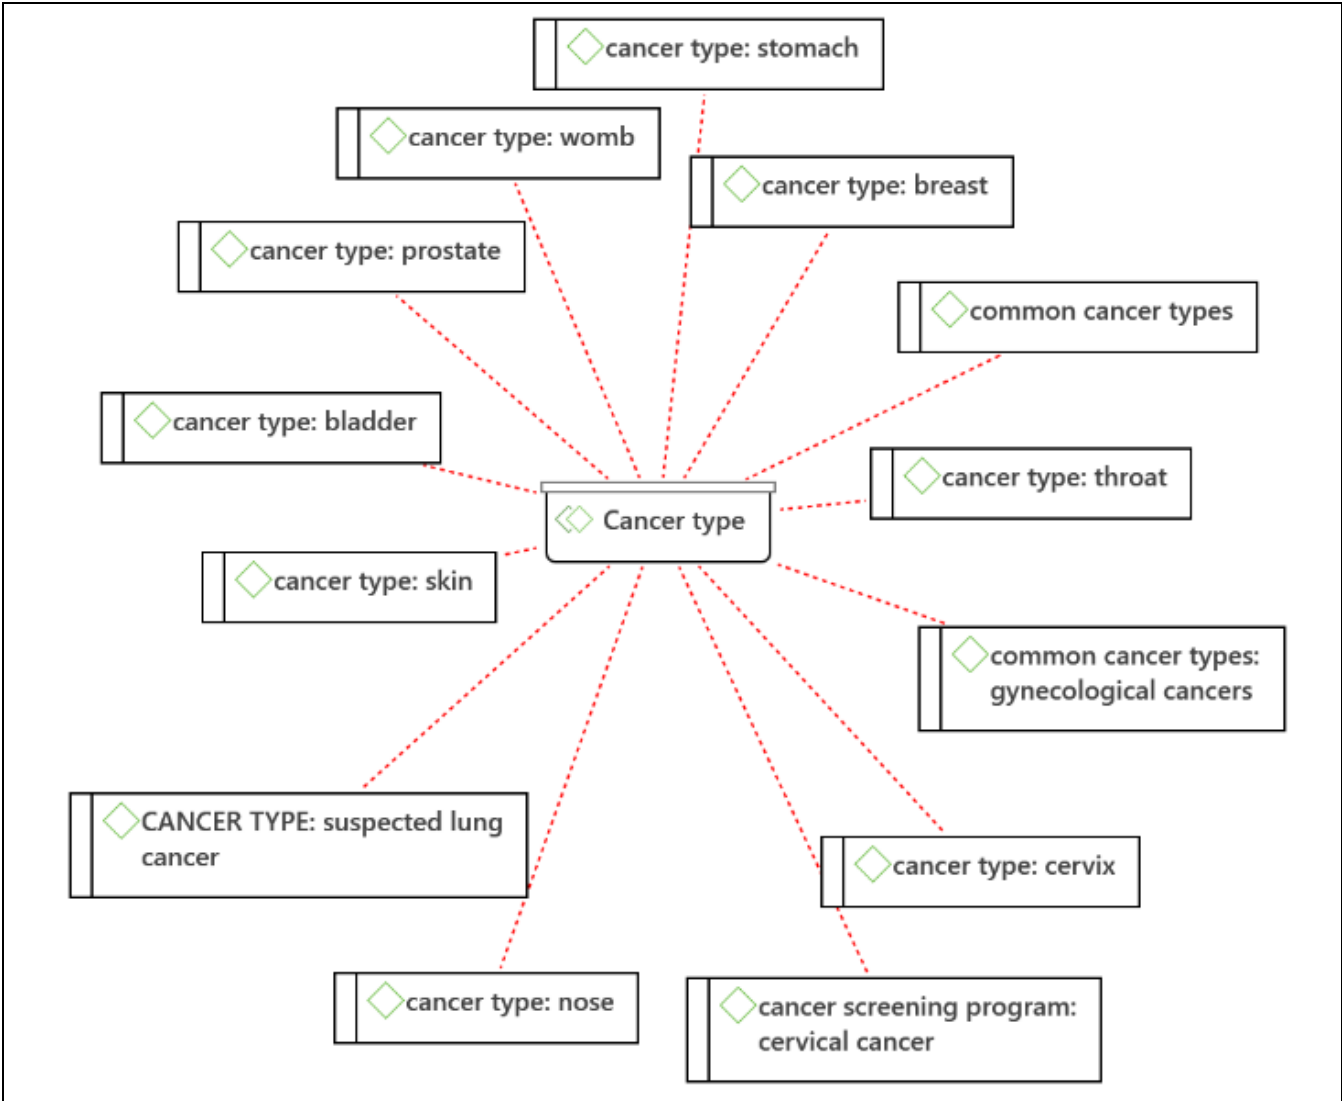 cancer type: stomach
cancer type: womb
cancer type: breast
cancer type: prostate
common cancer types
cancer type: bladder
cancer type: throat
Cancer type
cancer type: skin
common cancer types:
gynecological cancers
CANCER TYPE: suspected lung
cancer
cancer type: cervix
cancer type: nose
cancer screening program:
cervical cancer